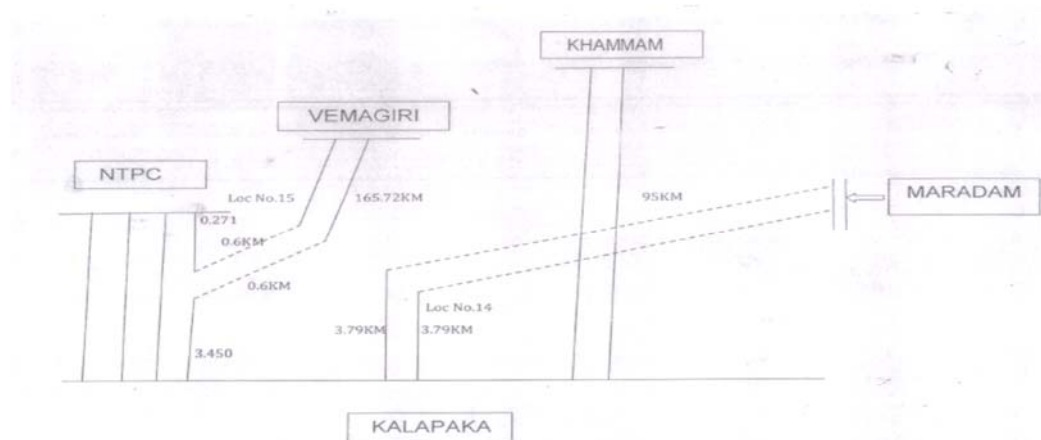 KHAMMAM
VEMAGIRI
NTPC
Loc No.15
165.72KM
95KM
MARADAM
0.271
0.6KM
0.6KM
Loc No.14
3.79KM
3.79KM
3.450
KALAPAKA